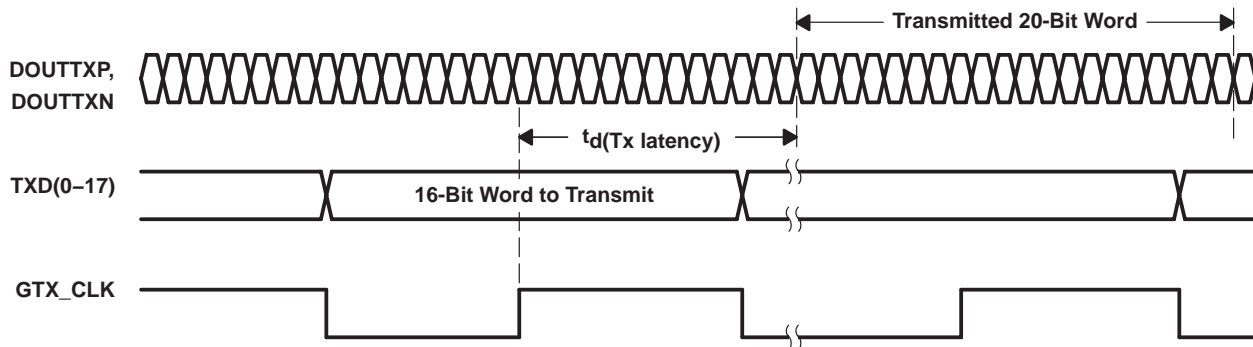 Transmitted 20-Bit Word
DOUTTXP,
DOUTTXN
td(Tx latency)
TXD(0–17)
16-Bit Word to Transmit
GTX_CLK